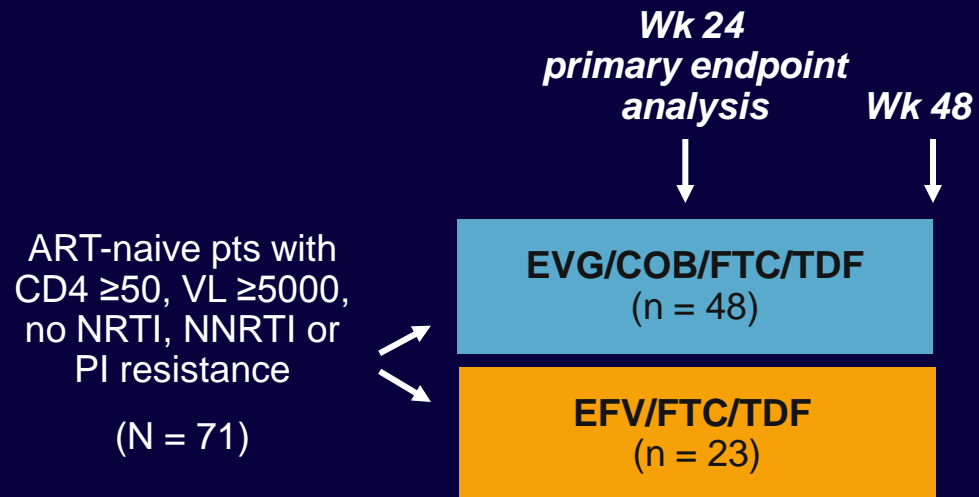 Wk 24
primary endpoint
analysis
Wk 48
ART-naive pts with
CD4 ≥50, VL ≥5000,
no NRTI, NNRTI or
PI resistance
(N = 71)
EVG/COB/FTC/TDF
(n = 48)
EFV/FTC/TDF
(n = 23)